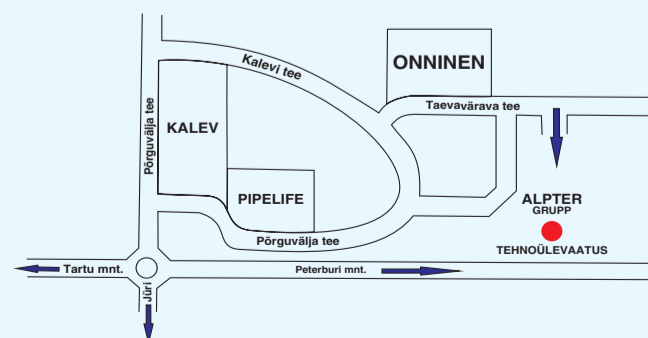 Kalevi tee
ONNINEN
Taevavärava tee
Põrguvälja tee
KALEV
PIPELIFE
ALPTER
GRUPP
Põrguvälja tee
TEHNOÜLEVAATUS
Tartu mnt.
Peterburi mnt.
Jüri